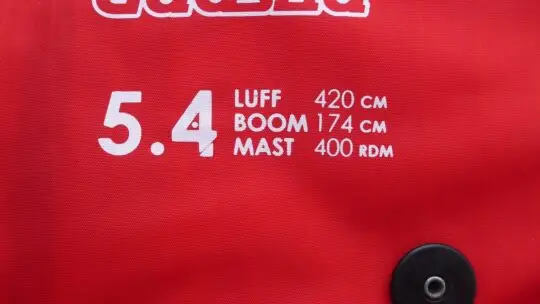 5.4
LUFF 420 CM
BOOM 174 CM
MAST 400 RDM